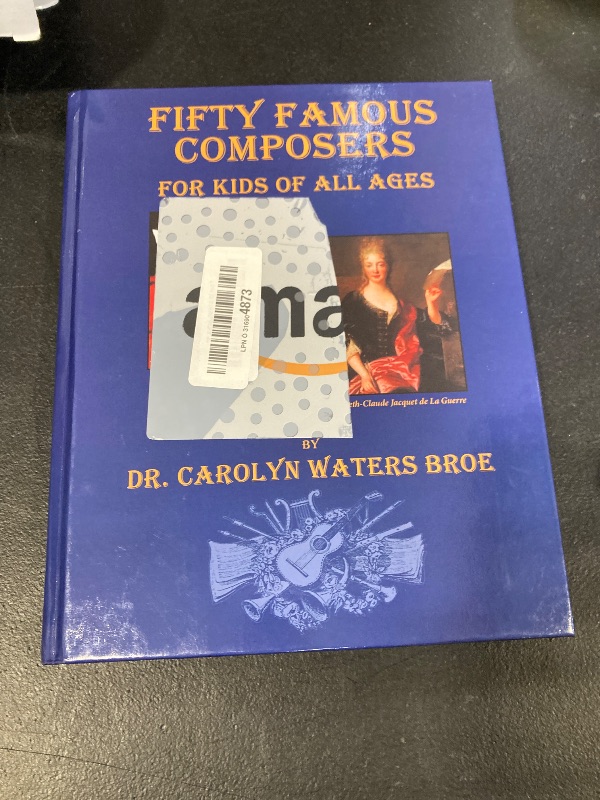 FIFTY FAMOUS
COMPOSERS
FOR KIDS OF ALL AGES
ama
LPN O 31690 4873
eth-Claude Jacquet de La Guerre
BY
DR. CAROLYN WATERS BROE